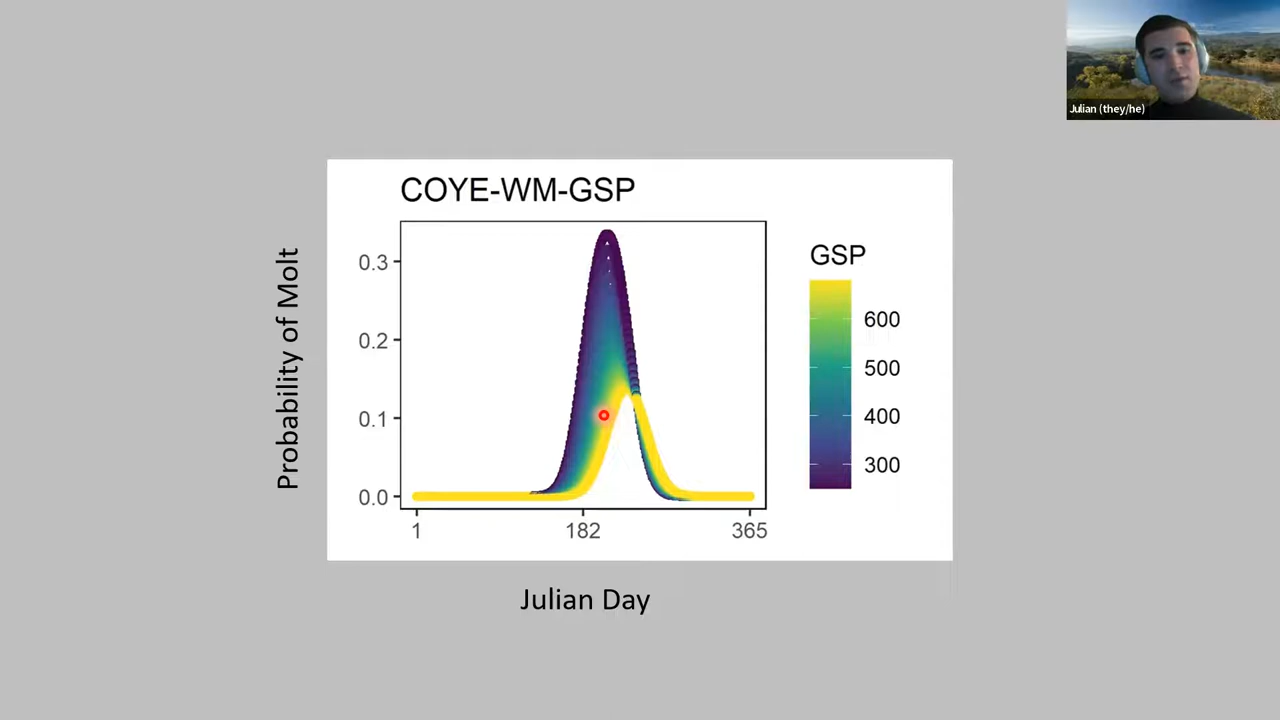 Julian (they/he)
COYE-WM-GSP
Probability of Molt
0.3
0.2
0.1
0.0
1 182 365
Julian Day
GSP
600
500
400
300